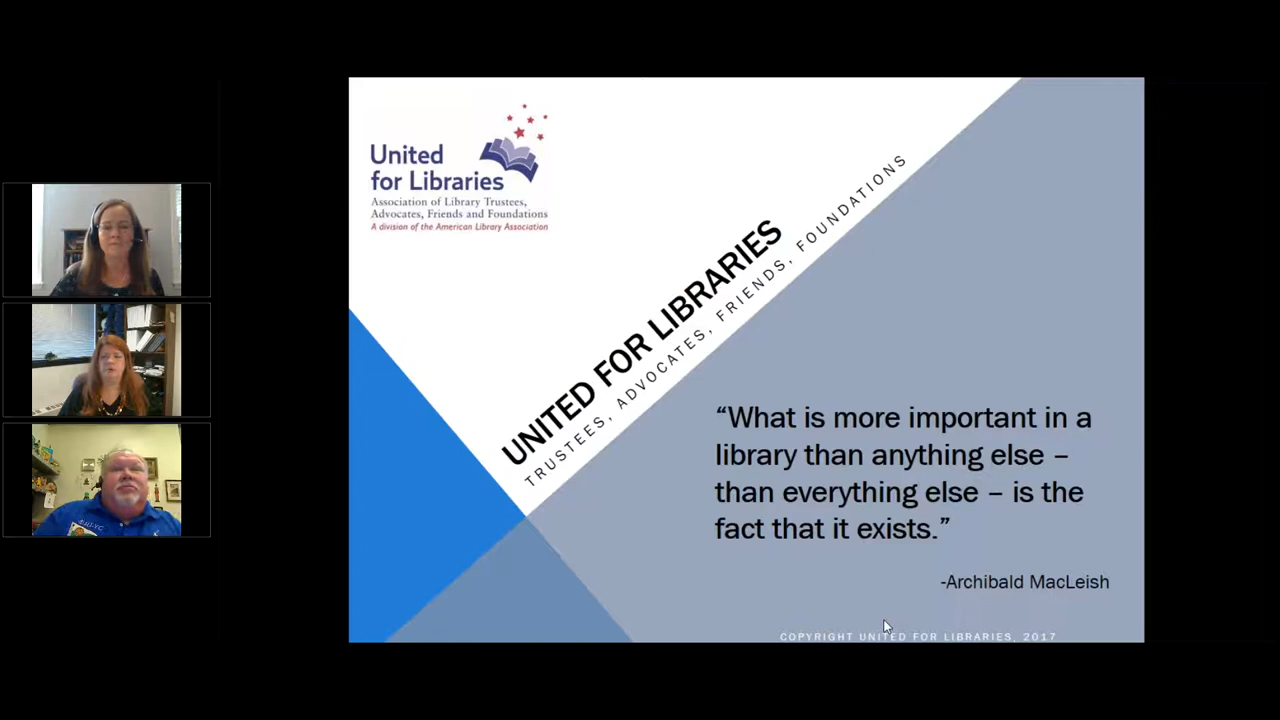 United
for Libraries
Association of Library Trustees,
Advocates, Friends and Foundations
A division of the American Library Association
UNITED FOR LIBRARIES
TRUSTEES, ADVOCATES, FRIENDS, FOUNDATIONS
“What is more important in a
library than anything else –
than everything else – is the
fact that it exists.”
-Archibald MacLeish
COPYRIGHT UNITED FOR LIBRARIES, 2017